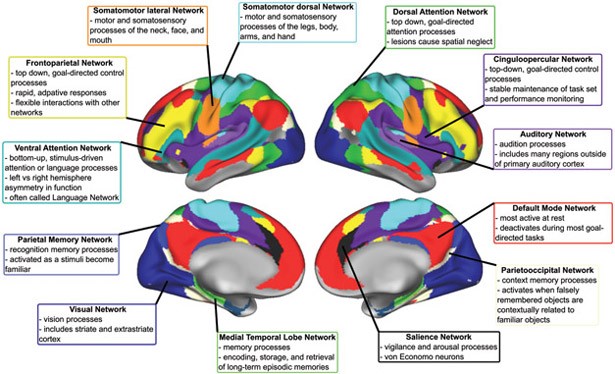 Somatomotor lateral Network
- motor and somatosensory
processes of the neck, face, and
mouth
Somatomotor dorsal Network
- motor and somatosensory
processes of the legs, body,
arms, and hand
Dorsal Attention Network
- top down, goal-directed
attention processes
- lesions cause spatial neglect
Frontoparietal Network
- top down, goal-directed control
processes
- rapid, adpative responses
- flexible interactions with other
networks
Cinguloopercular Network
- top-down, goal-directed control
processes
- stable maintenance of task set
and performance monitoring
Ventral Attention Network
- bottom-up, stimulus-driven
attention or language processes
- left vs right hemisphere
asymmetry in function
- often called Language Network
Auditory Network
- audition processes
- includes many regions outside
of primary auditory cortex
Parietal Memory Network
- recognition memory processes
- activated as a stimuli become
familiar
Default Mode Network
- most active at rest
- deactivates during most goal-
directed tasks
Parietooccipital Network
- context memory processes
- activates when falsely
remembered objects are
contextually related to
familiar objects
Visual Network
- vision processes
- includes striate and extrastriate
cortex
Medial Temporal Lobe Network
- memory processes
- encoding, storage, and retrieval
of long-term episodic memories
Salience Network
- vigilance and arousal processes
- von Economo neurons